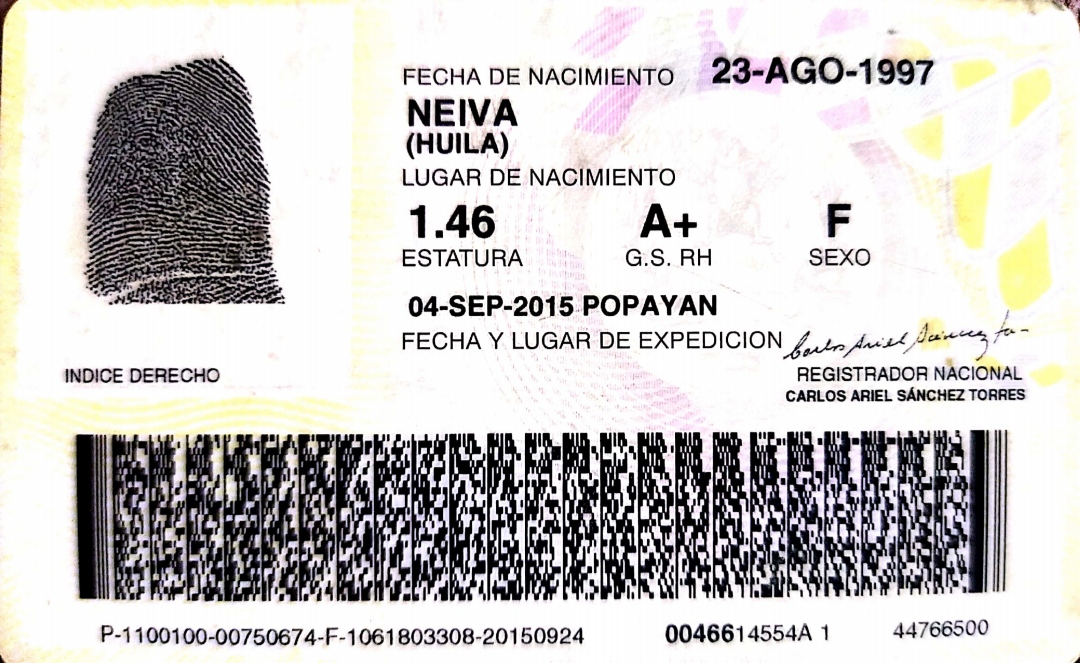 FECHA DE NACIMIENTO 23-AGO-1997
NEIVA
(HUILA)
LUGAR DE NACIMIENTO
1.46 A+ F
ESTATURA G.S. RH SEXO
04-SEP-2015 POPAYAN
FECHA Y LUGAR DE EXPEDICION
Carlos Ariel Sánchez To-
INDICE DERECHO
REGISTRADOR NACIONAL
CARLOS ARIEL SÁNCHEZ TORRES
P-1100100-00750674-F-1061803308-20150924 0046614554A 1 44766500